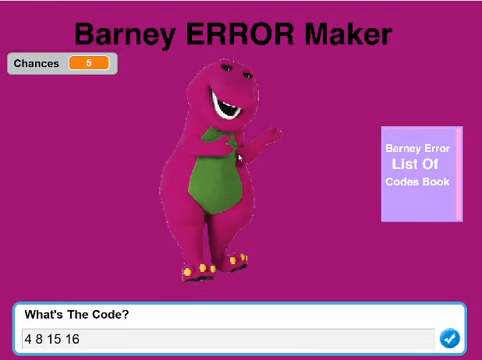 Barney ERROR Maker
Chances 5
Barney Error
List Of
Codes Book
What's The Code?
4 8 15 16